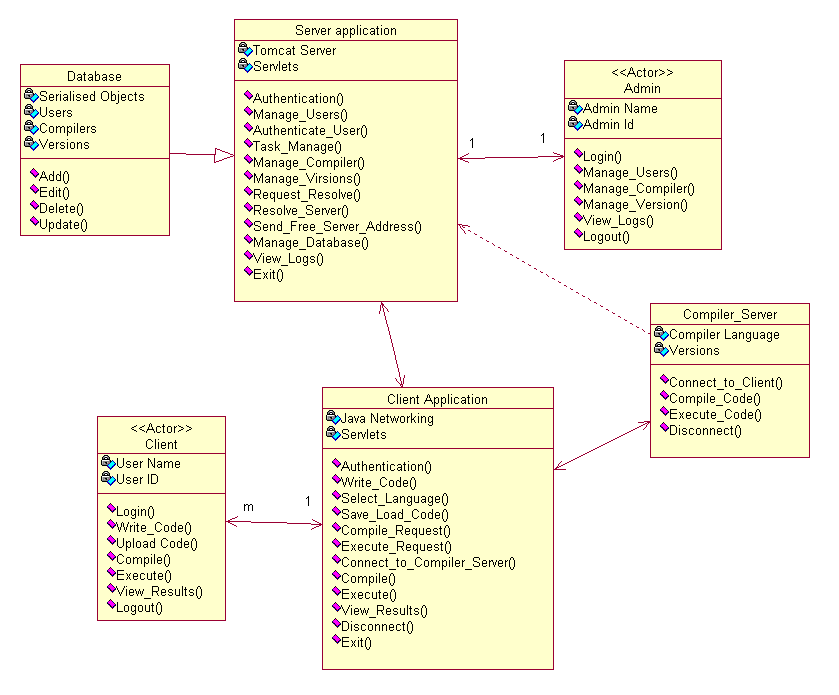 Server application
Tomcat Server
Servlets
Authentication()
Manage_Users()
Authenticate_User()
Task_Manage()
Manage_Compiler()
Manage_Virsions()
Request_Resolve()
Resolve_Server()
Send_Free_Server_Address()
Manage_Database()
View_Logs()
Exit()
Database
Serialised Objects
Users
Compilers
Versions
Add()
Edit()
Delete()
Update()
<<Actor>>
Admin
Admin Name
Admin Id
Login()
Manage_Users()
Manage_Compiler()
Manage_Version()
View_Logs()
Logout()
1
1
Compiler_Server
Compiler Language
Versions
Connect_to_Client()
Compile_Code()
Execute_Code()
Disconnect()
Client Application
Java Networking
Servlets
Authentication()
Write_Code()
Select_Language()
Save_Load_Code()
Compile_Request()
Execute_Request()
Connect_to_Compiler_Server()
Compile()
Execute()
View_Results()
Disconnect()
Exit()
<<Actor>>
Client
User Name
User ID
Login()
Write_Code()
Upload Code()
Compile()
Execute()
View_Results()
Logout()
m
1